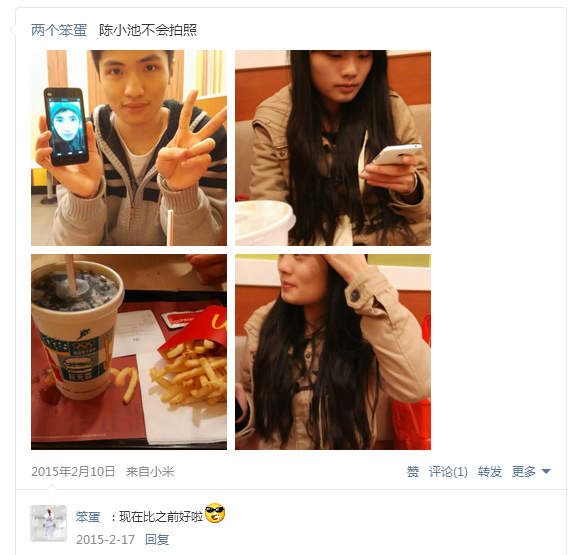 两个笨蛋 陈小池不会拍照
2015年2月10日 来自小米
赞 评论(1) 转发 更多
笨蛋 : 现在比之前好啦
2015-2-17 回复